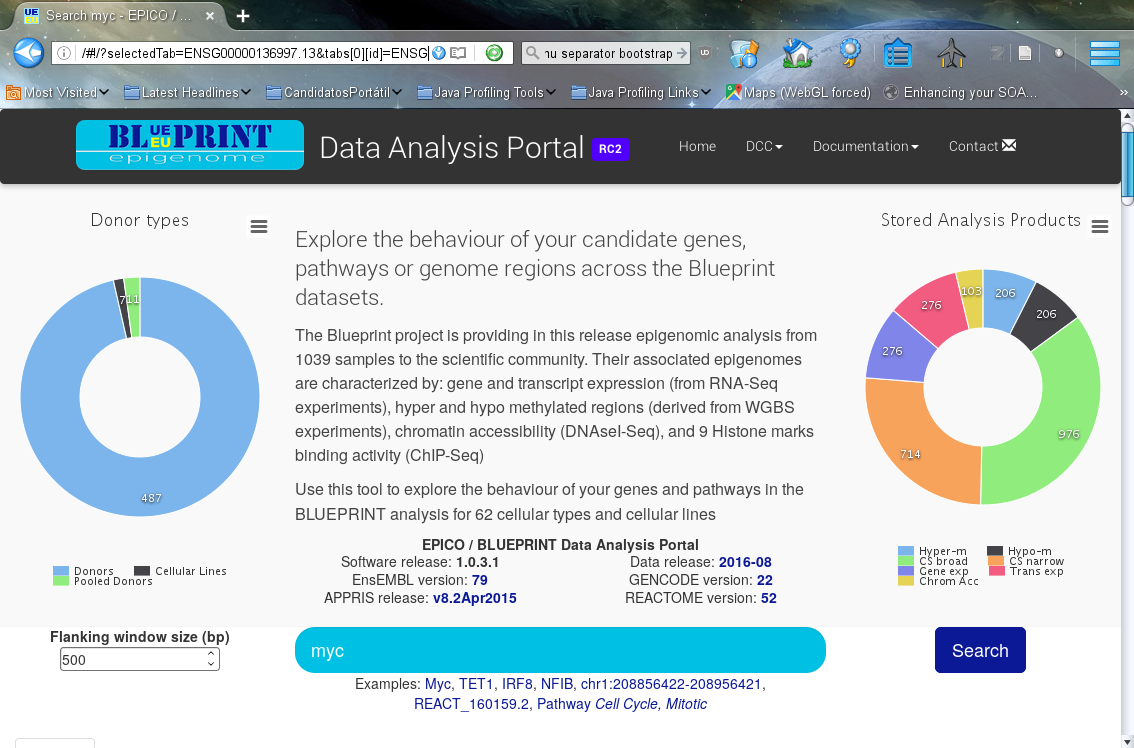 UE EU
Search myc - EPICO / ...
/#/?selectedTab=ENSG00000136997.13&tabs[0][id]=ENSG
nu separator bootstrap
Most Visited
Latest Headlines
CandidatosPortátil
Java Profiling Tools
Java Profiling Links
Maps (WebGL forced)
Enhancing your SOA...
BLUEPRINT
EU
epigenome
Data Analysis Portal RC2
Home
DCC
Documentation
Contact
Donor types
711
487
Donors
Cellular Lines
Pooled Donors
Explore the behaviour of your candidate genes,
pathways or genome regions across the Blueprint
datasets.
The Blueprint project is providing in this release epigenomic analysis from
1039 samples to the scientific community. Their associated epigenomes
are characterized by: gene and transcript expression (from RNA-Seq
experiments), hyper and hypo methylated regions (derived from WGBS
experiments), chromatin accessibility (DNAseI-Seq), and 9 Histone marks
binding activity (ChIP-Seq)
Use this tool to explore the behaviour of your genes and pathways in the
BLUEPRINT analysis for 62 cellular types and cellular lines
EPICO / BLUEPRINT Data Analysis Portal
Software release: 1.0.3.1
Data release: 2016-08
EnsEMBL version: 79
GENCODE version: 22
APPRIS release: v8.2Apr2015
REACTOME version: 52
Stored Analysis Products
103
206
276
206
276
976
714
Hyper-m
Hypo-m
CS broad
CS narrow
Gene exp
Trans exp
Chrom Acc
Flanking window size (bp)
500
myc
Search
Examples: Myc, TET1, IRF8, NFIB, chr1:208856422-208956421,
REACT_160159.2, Pathway Cell Cycle, Mitotic